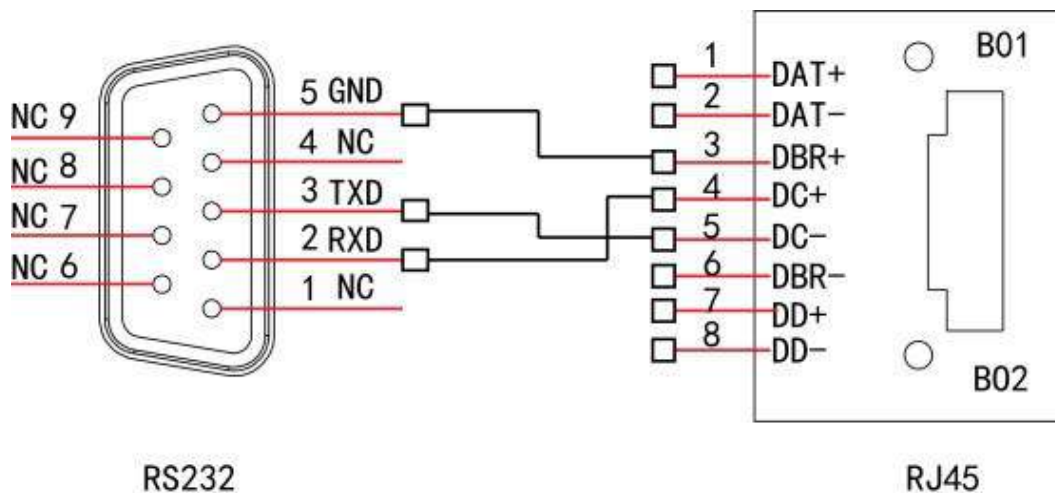 NC 9
NC 8
NC 7
NC 6
5 GND
4 NC
3 TXD
2 RXD
1 NC
1 DAT+
2 DAT-
3 DBR+
4 DC+
5 DC-
6 DBR-
7 DD+
8 DD-
B01
B02
RS232
RJ45